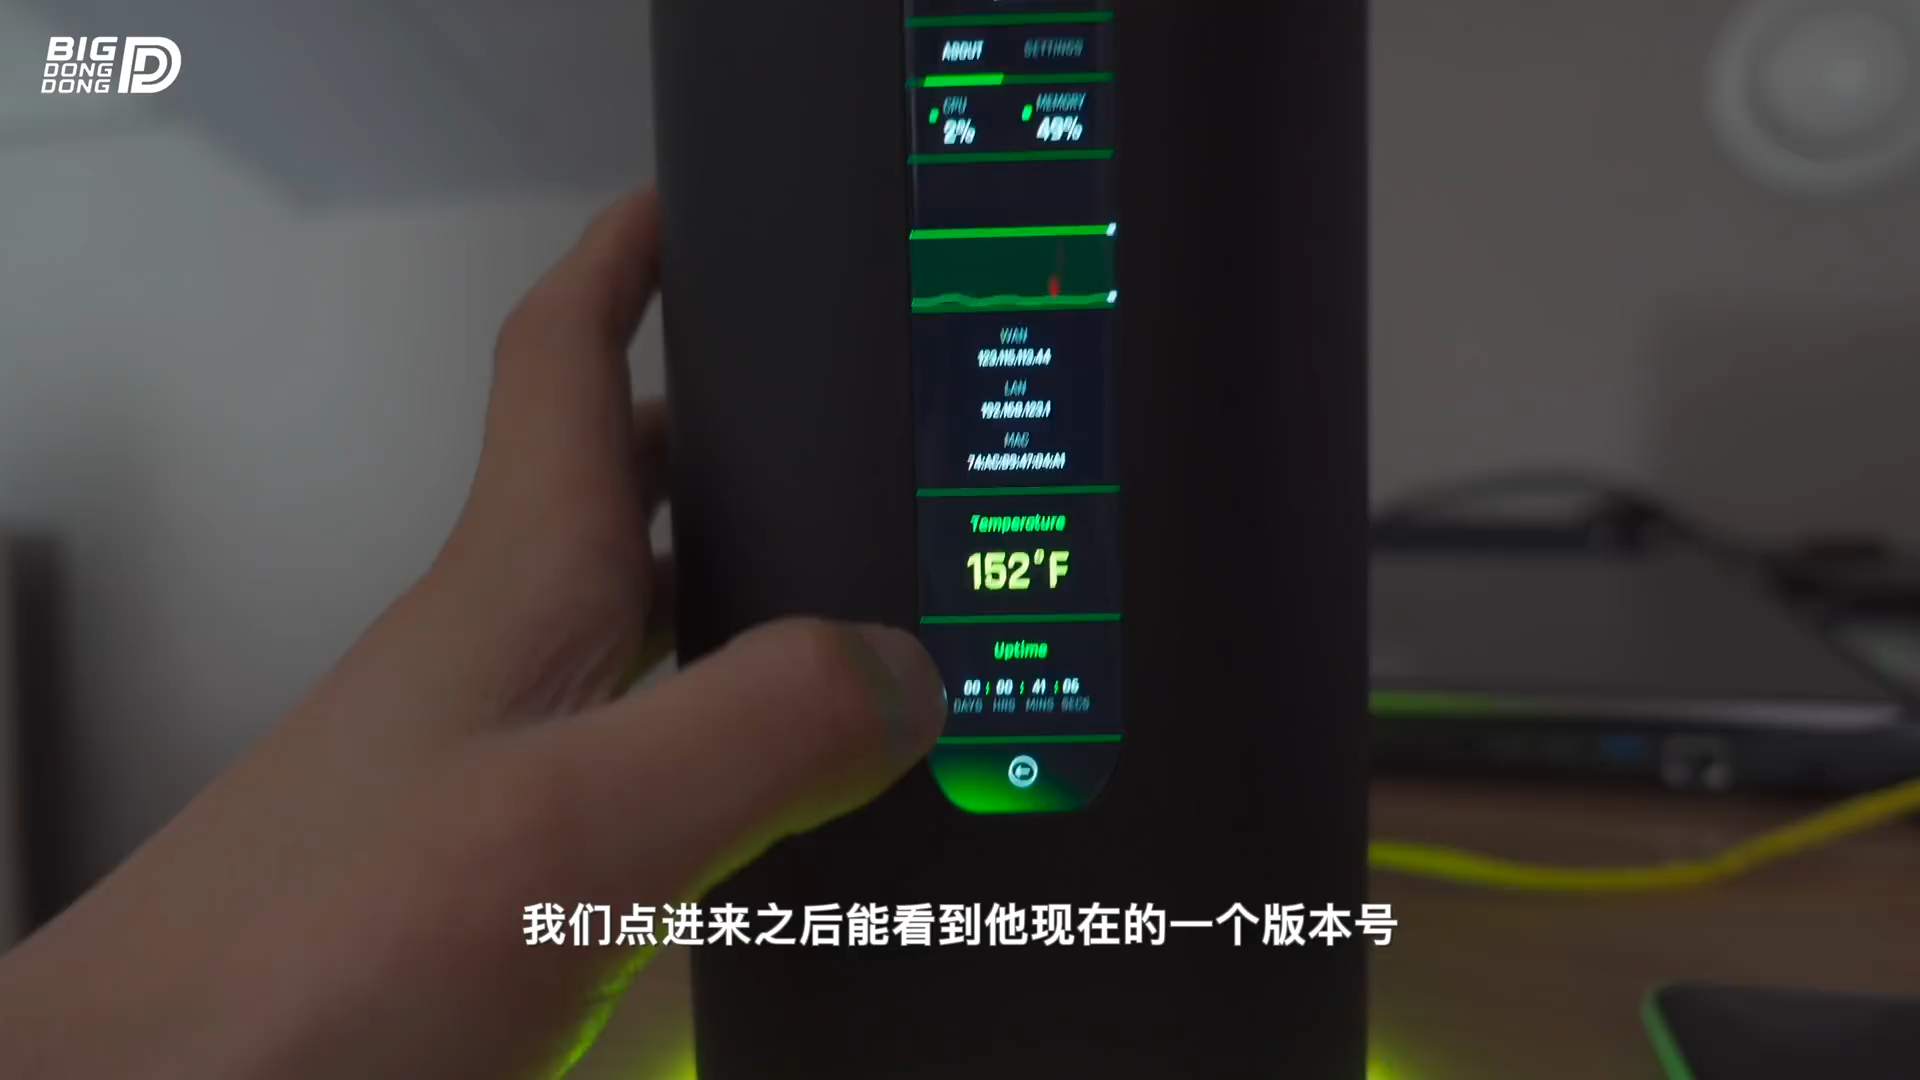 BIG
DONG
DONG
ABOUT SETTINGS
CPU MEMORY
2% 49%
WAN
LAN
MAC
Temperature
152°F
Uptime
00 00 41 05
DAYS HRS MINS SECS
我们点进来之后能看到他现在的一个版本号